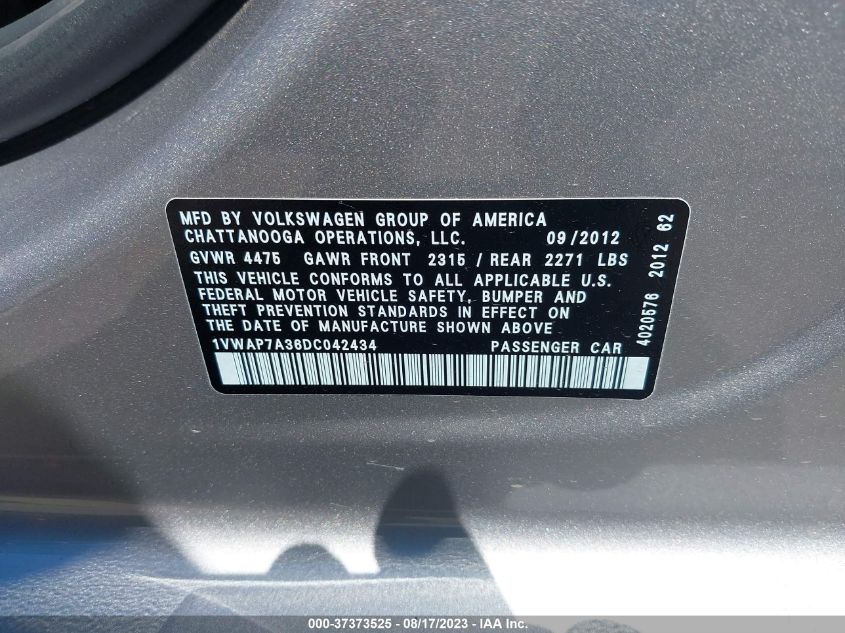 MFD BY VOLKSWAGEN GROUP OF AMERICA
CHATTANOOGA OPERATIONS, LLC. 09/2012
GVWR 4475 GAWR FRONT 2315 / REAR 2271 LBS
THIS VEHICLE CONFORMS TO ALL APPLICABLE U.S.
FEDERAL MOTOR VEHICLE SAFETY, BUMPER AND
THEFT PREVENTION STANDARDS IN EFFECT ON
THE DATE OF MANUFACTURE SHOWN ABOVE
1VWAP7A36DC042434 PASSENGER CAR
4020576 2012 62
000-37373525 - 08/17/2023 - IAA Inc.